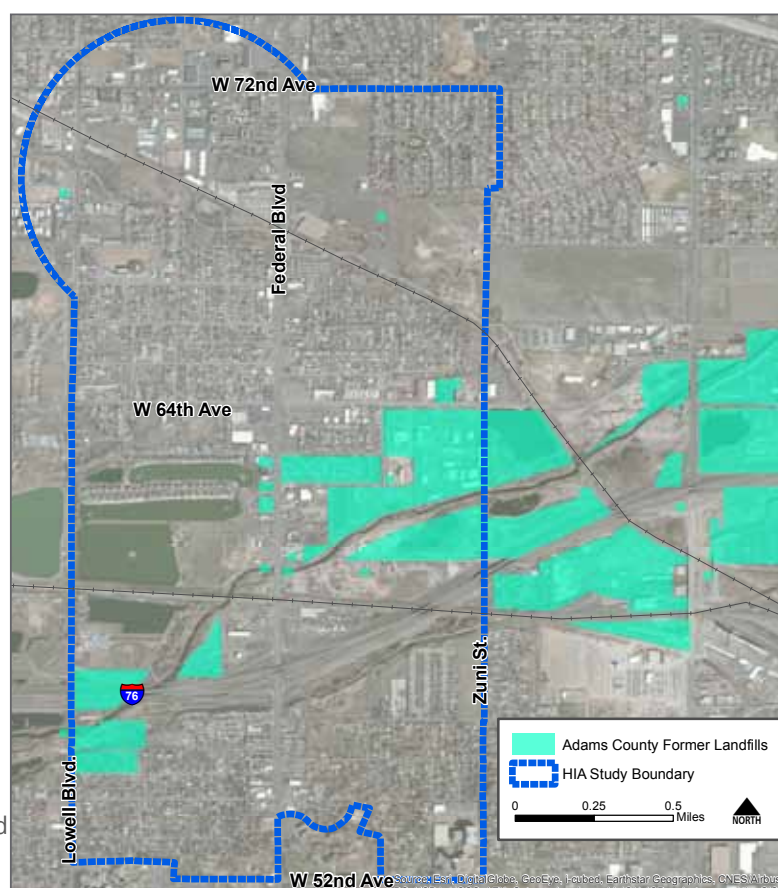 W 72nd Ave
Federal Blvd
W 64th Ave
Zuni St.
76
Lowell Blvd.
W 52nd Ave
Adams County Former Landfills
HIA Study Boundary
0 0.25 0.5
Miles
NORTH
d
Source: Esri, DigitalGlobe, GeoEye, i-cubed, Earthstar Geographics, CNES/Airbus